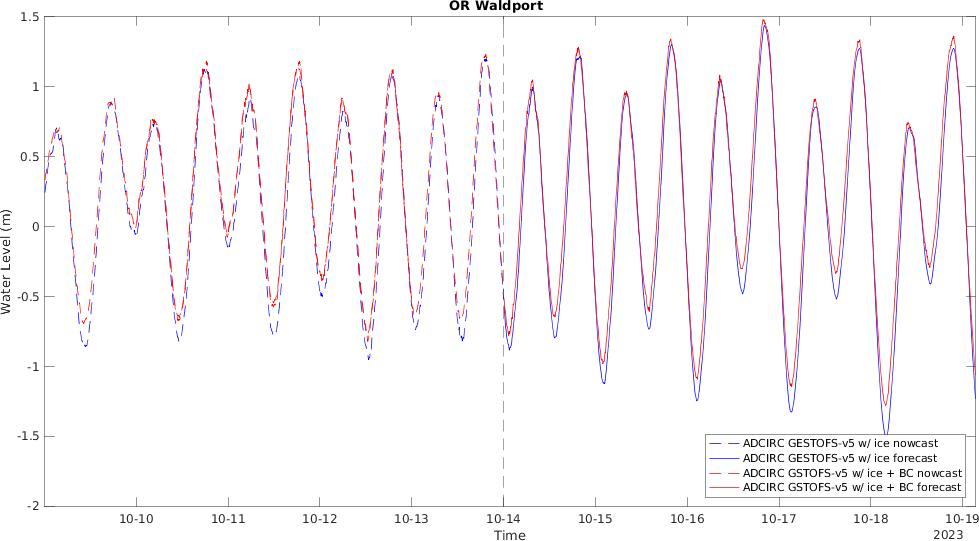 OR Waldport
1.5
1
0.5
0
-0.5
-1
-1.5
-2
Water Level (m)
ADCIRC GESTOFS-v5 w/ ice nowcast
ADCIRC GESTOFS-v5 w/ ice forecast
ADCIRC GSTOFS-v5 w/ ice + BC nowcast
ADCIRC GSTOFS-v5 w/ ice + BC forecast
10-10 10-11 10-12 10-13 10-14 10-15 10-16 10-17 10-18 10-19
Time
2023